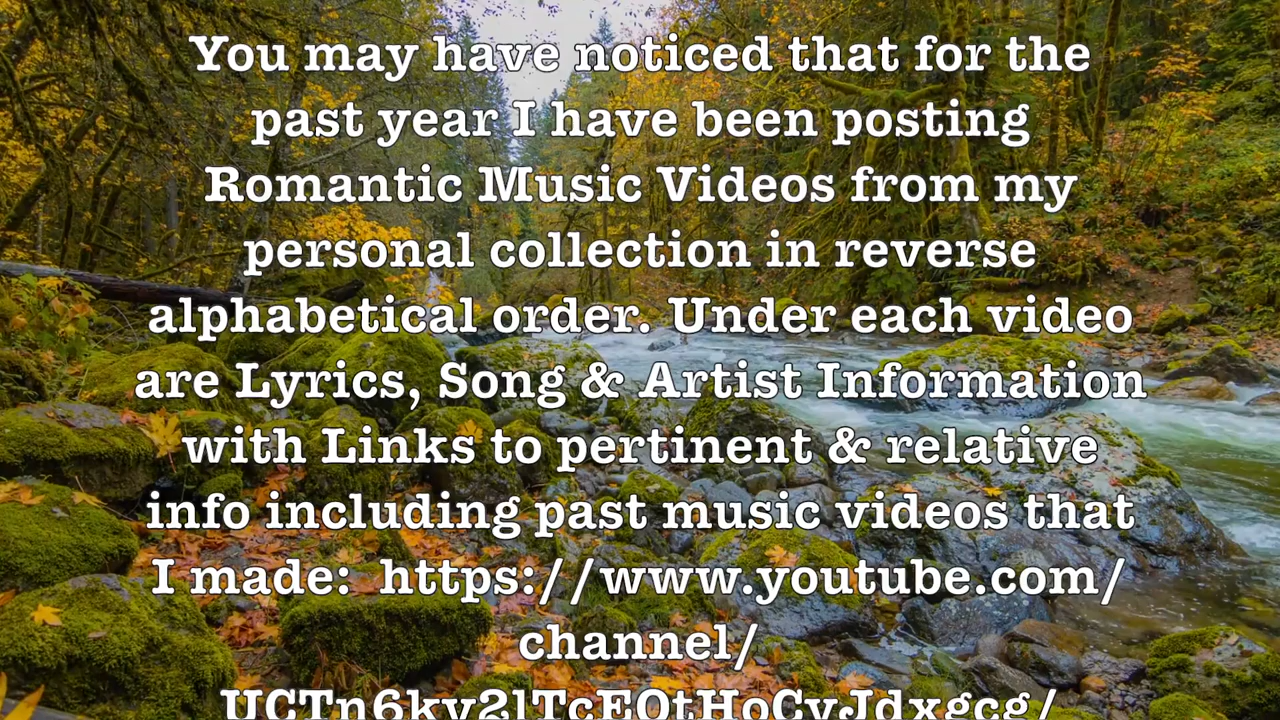 You may have noticed that for the
past year I have been posting
Romantic Music Videos from my
personal collection in reverse
alphabetical order. Under each video
are Lyrics, Song & Artist Information
with Links to pertinent & relative
info including past music videos that
I made:  https://www.youtube.com/
channel/